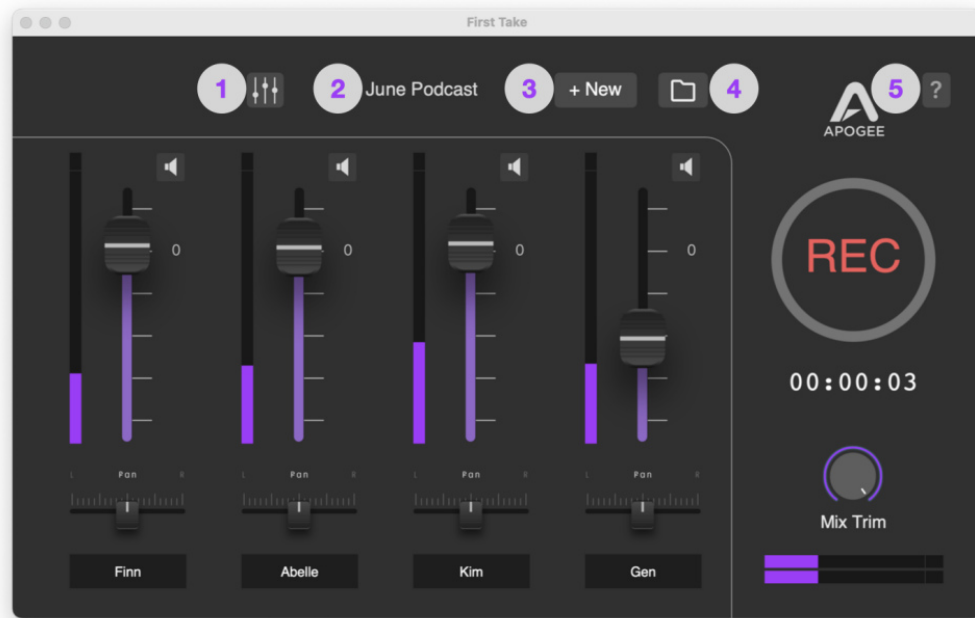 First Take
1
2 June Podcast
3 + New
4
5 ?
APOGEE
0 0 0 0
REC
00:00:03
L Pan R L Pan R L Pan R L Pan R
Mix Trim
Finn Abelle Kim Gen